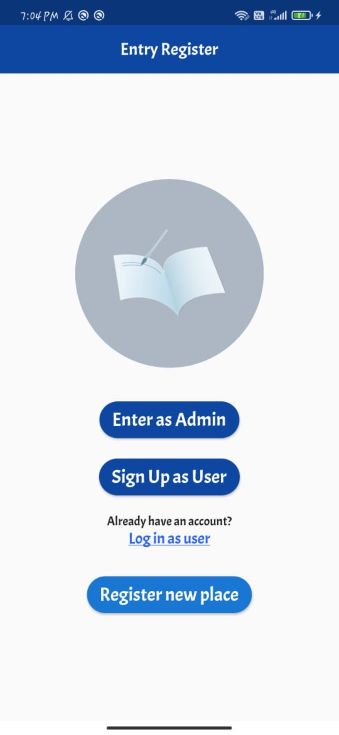 7:04 PM
Entry Register
Enter as Admin
Sign Up as User
Already have an account?
Log in as user
Register new place